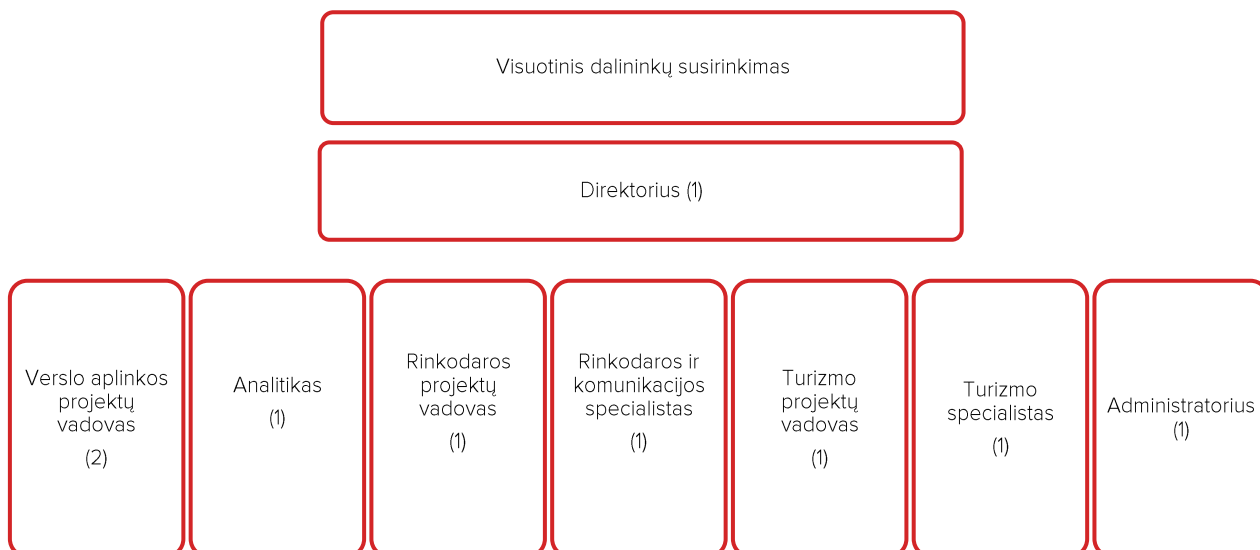 Visuotinis dalininkų susirinkimas
Direktorius (1)
Verslo aplinkos
projektų
vadovas
(2)
Analitikas
(1)
Rinkodaros
projektų
vadovas
(1)
Rinkodaros ir
komunikacijos
specialistas
(1)
Turizmo
projektų
vadovas
(1)
Turizmo
specialistas
(1)
Administratorius
(1)